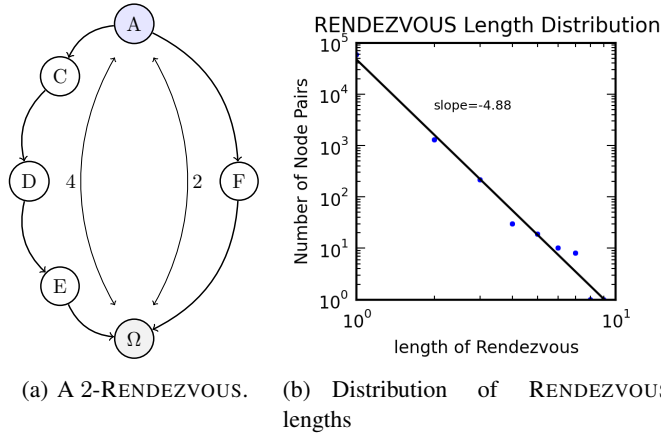 A
C
D
4
2
F
E
Ω
(a) A 2-RENDEZVOUS.
RENDEZVOUS Length Distribution
Number of Node Pairs
10^5
10^4
10^3
10^2
10^1
10^0
slope=-4.88
10^0
10^1
length of Rendezvous
(b) Distribution of RENDEZVOUS
lengths